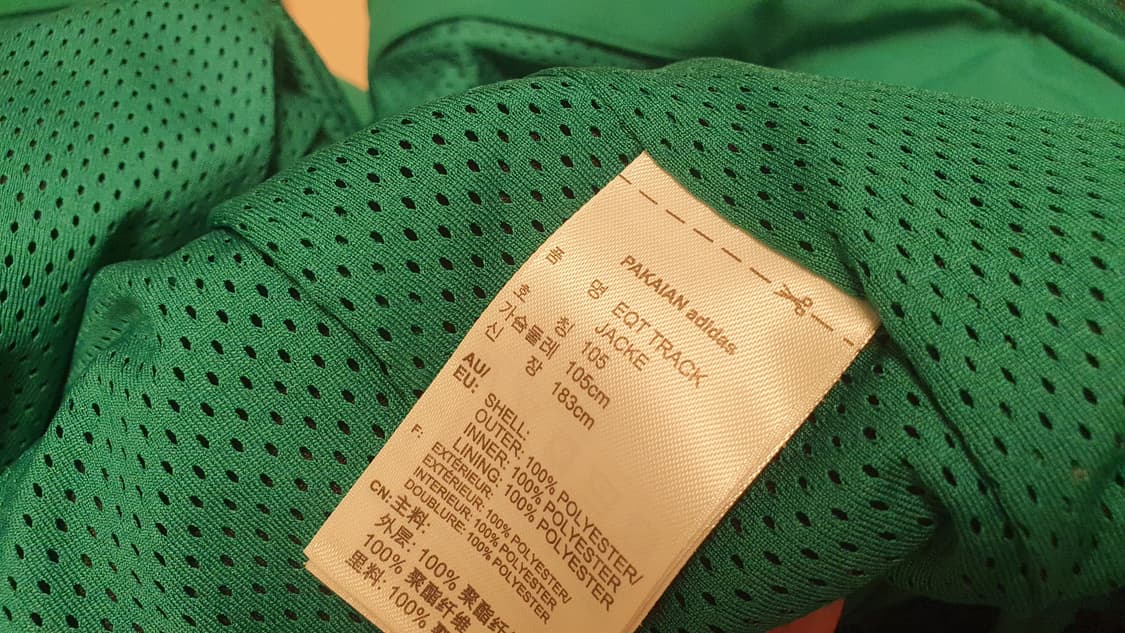 PAKAIAN adidas
품 명 EQT TRACK
JACKE
호 칭 105
가슴둘레 105cm
신 장 183cm
AU/
EU: SHELL:
OUTER: 100% POLYESTER/
INNER: 100% POLYESTER
LINING: 100% POLYESTER
F: EXTERIEUR:
EXTERIEUR: 100% POLYESTER/
INTERIEUR: 100% POLYESTER
DOUBLURE: 100% POLYESTER
CN: 主料:
外层: 100% 聚酯纤维
100% 聚酯纤维
里料: 100%